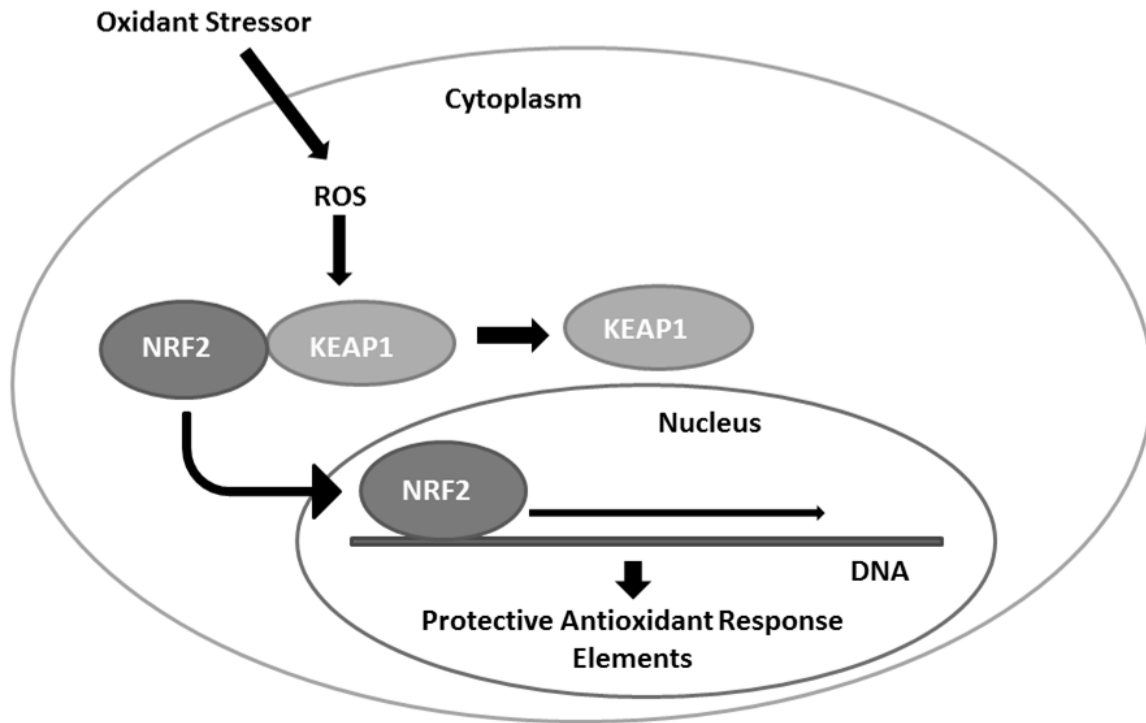 Oxidant Stressor
Cytoplasm
ROS
NRF2
KEAP1
KEAP1
Nucleus
NRF2
DNA
Protective Antioxidant Response
Elements